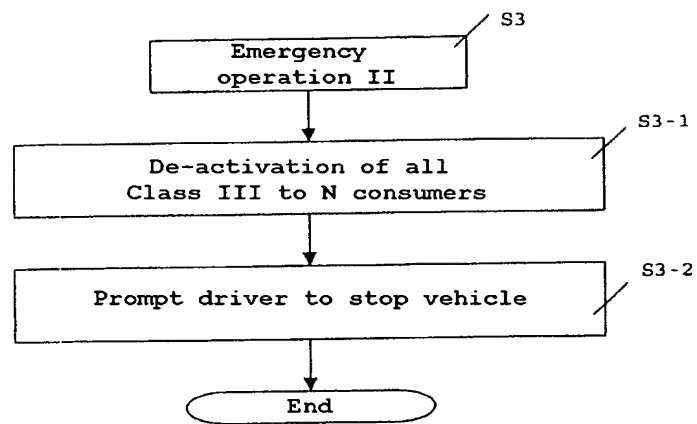 S3
Emergency
operation II
S3-1
De-activation of all
Class III to N consumers
S3-2
Prompt driver to stop vehicle
End